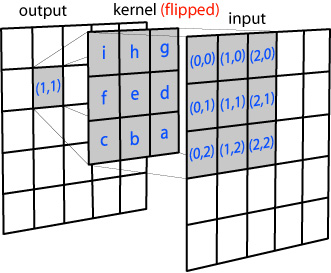 output kernel (flipped) input
i h g
f e d
c b a
(1,1)
(0,0) (1,0) (2,0)
(0,1) (1,1) (2,1)
(0,2) (1,2) (2,2)